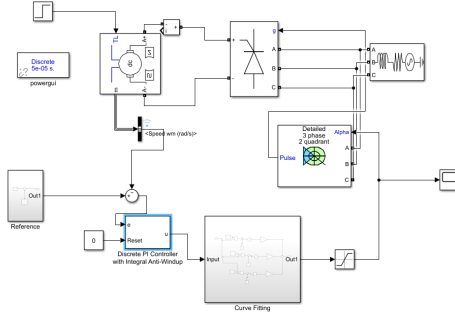 TL
A+
dc
m
A-
+
-
g
A
B
C
A
B
C
Discrete
5e-05 s.
powergui
<Speed wm (rad/s)>
Detailed
3 phase
2 quadrant
Alpha
Pulse
A
B
C
Out1
Reference
+
-
0
e
Reset
u
Discrete PI Controller
with Integral Anti-Windup
Input
Out1
Curve Fitting